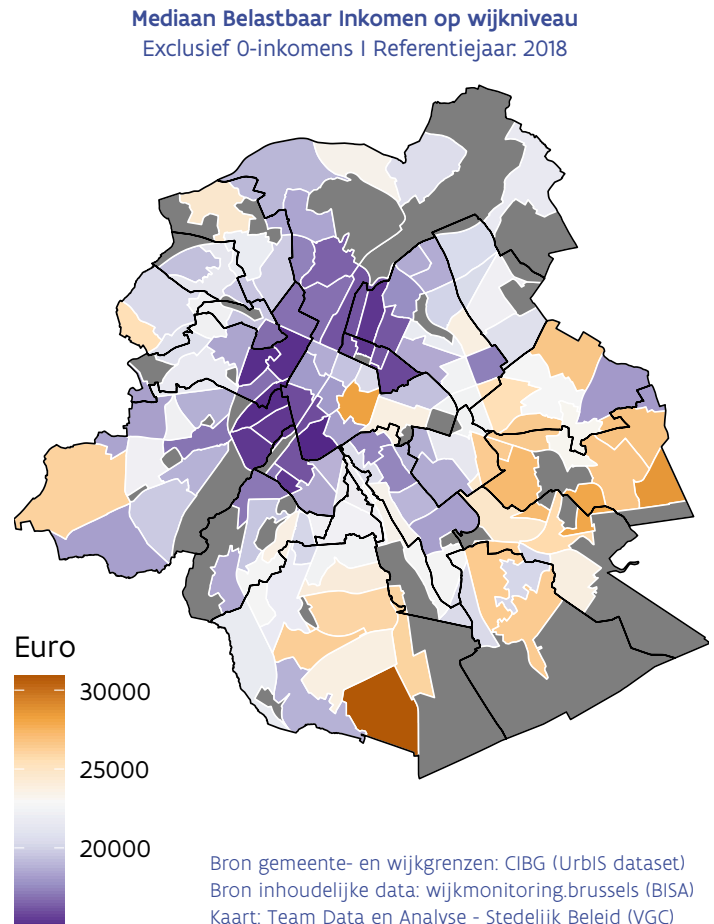 Mediaan Belastbaar Inkomen op wijkniveau
Exclusief 0-inkomens I Referentiejaar: 2018
Euro
30000
25000
20000
Bron gemeente- en wijkgrenzen: CIBG (UrbIS dataset)
Bron inhoudelijke data: wijkmonitoring.brussels (BISA)
Kaart: Team Data en Analyse - Stedelijk Beleid (VGC)